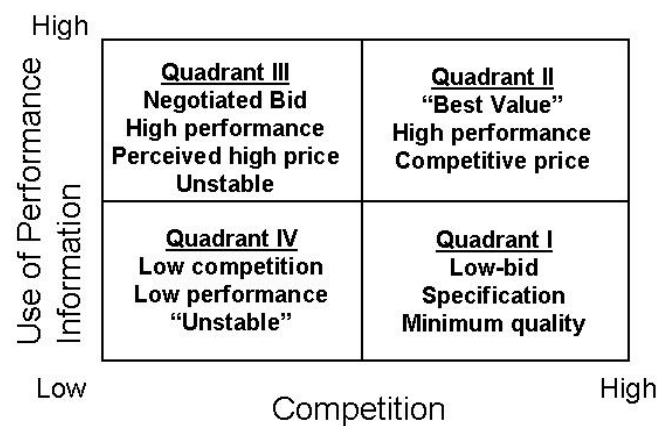 High
Quadrant III
Negotiated Bid
High performance
Perceived high price
Unstable
Quadrant II
“Best Value”
High performance
Competitive price
Use of Performance
Information
Quadrant IV
Low competition
Low performance
“Unstable”
Quadrant I
Low-bid
Specification
Minimum quality
Low
High
Competition